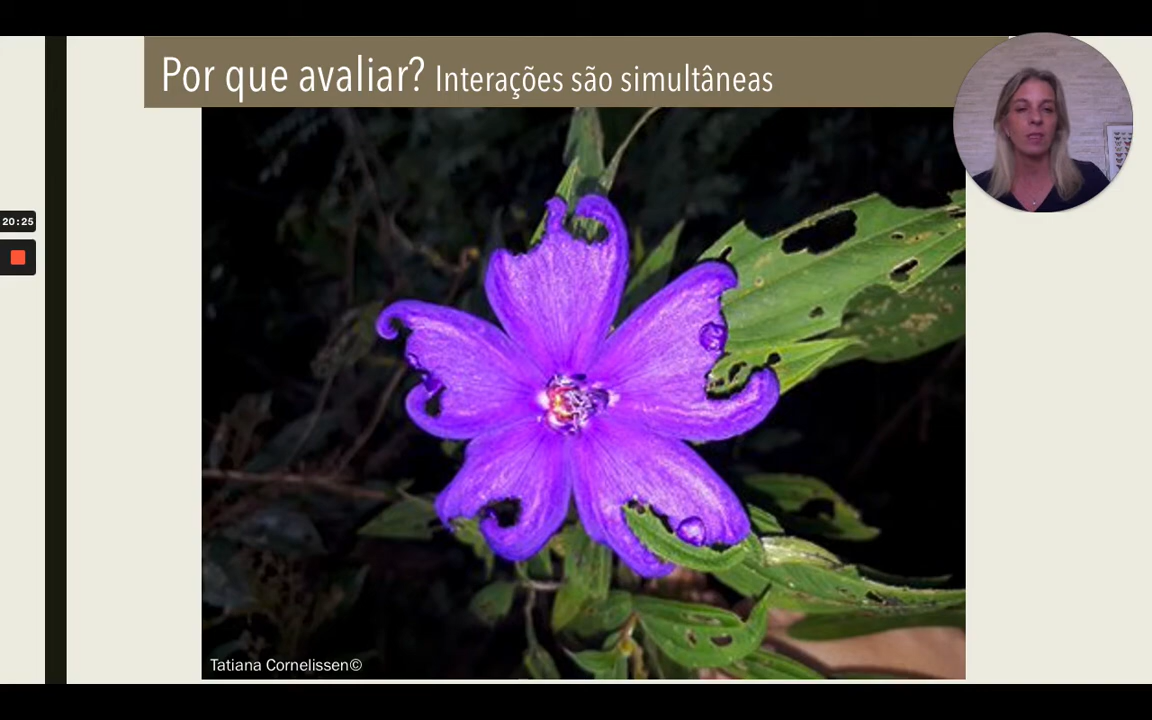 Por que avaliar? Interações são simultâneas
20:25
Tatiana Cornelissen©